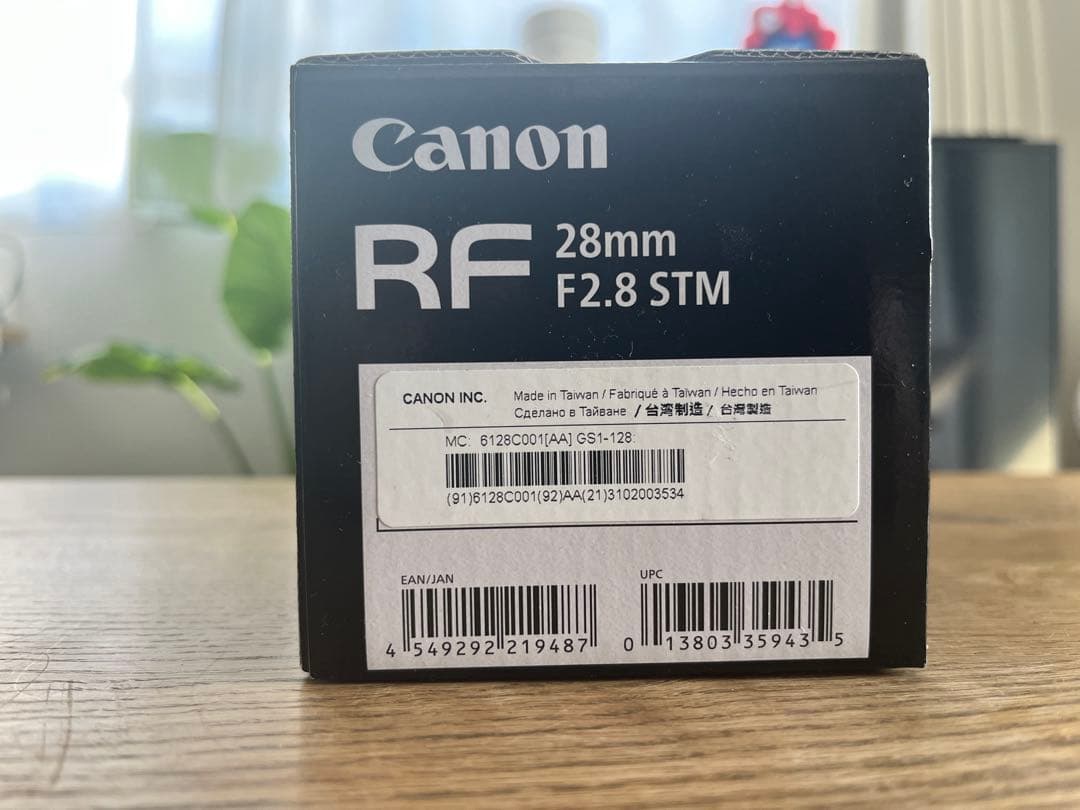 Canon
RF 28mm
F2.8 STM
CANON INC. Made in Taiwan / Fabriqué à Taïwan / Hecho en Taiwan
Сделано в Тайване / 台湾制造 / 台灣製造
MC: 6128C001[AA] GS1-128:
(91)6128C001(92)AA(21)3102003534
EAN/JAN
4 549292 219487
UPC
0 13803 35943 5